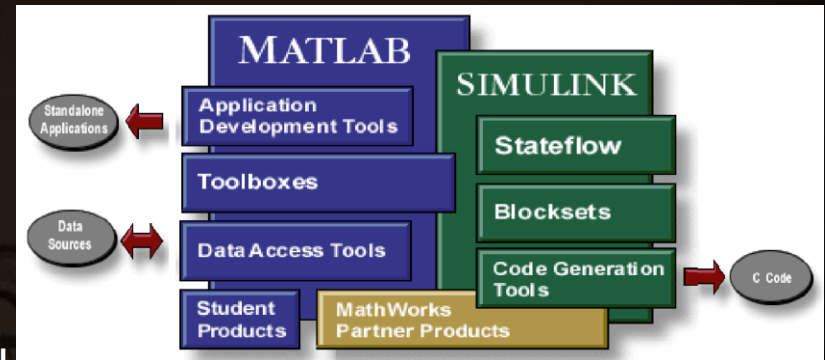 MATLAB
SIMULINK
Standalone
Applications
Application
Development Tools
Stateflow
Toolboxes
Blocksets
Data
Sources
Data Access Tools
Code Generation
Tools
C Code
Student
Products
MathWorks
Partner Products